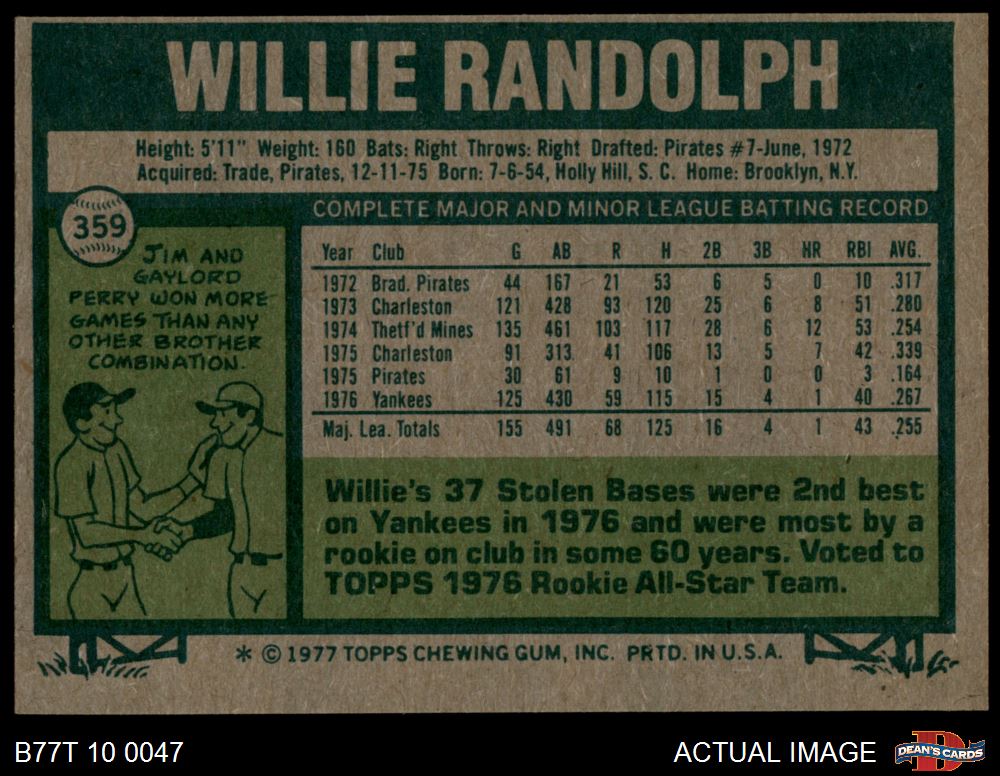 WILLIE RANDOLPH
Height: 5'11" Weight: 160 Bats: Right Throws: Right Drafted: Pirates #7-June, 1972
Acquired: Trade, Pirates, 12-11-75 Born: 7-6-54, Holly Hill, S. C. Home: Brooklyn, N.Y.
359
JIM AND
GAYLORD
PERRY WON MORE
GAMES THAN ANY
OTHER BROTHER
COMBINATION.
COMPLETE MAJOR AND MINOR LEAGUE BATTING RECORD
Year Club G AB R H 2B 3B HR RBI AVG.
1972 Brad. Pirates 44 167 21 53 6 5 0 10 .317
1973 Charleston 121 428 93 120 25 6 8 51 .280
1974 Thetf'd Mines 135 461 103 117 28 6 12 53 .254
1975 Charleston 91 313 41 106 13 5 7 42 .339
1975 Pirates 30 61 9 10 1 0 0 3 .164
1976 Yankees 125 430 59 115 15 4 1 40 .267
Maj. Lea. Totals 155 491 68 125 16 4 1 43 .255
Willie's 37 Stolen Bases were 2nd best
on Yankees in 1976 and were most by a
rookie on club in some 60 years. Voted to
TOPPS 1976 Rookie All-Star Team.
* © 1977 TOPPS CHEWING GUM, INC. PRTD. IN U.S.A.
B77T 10 0047
ACTUAL IMAGE
DEAN'S CARDS